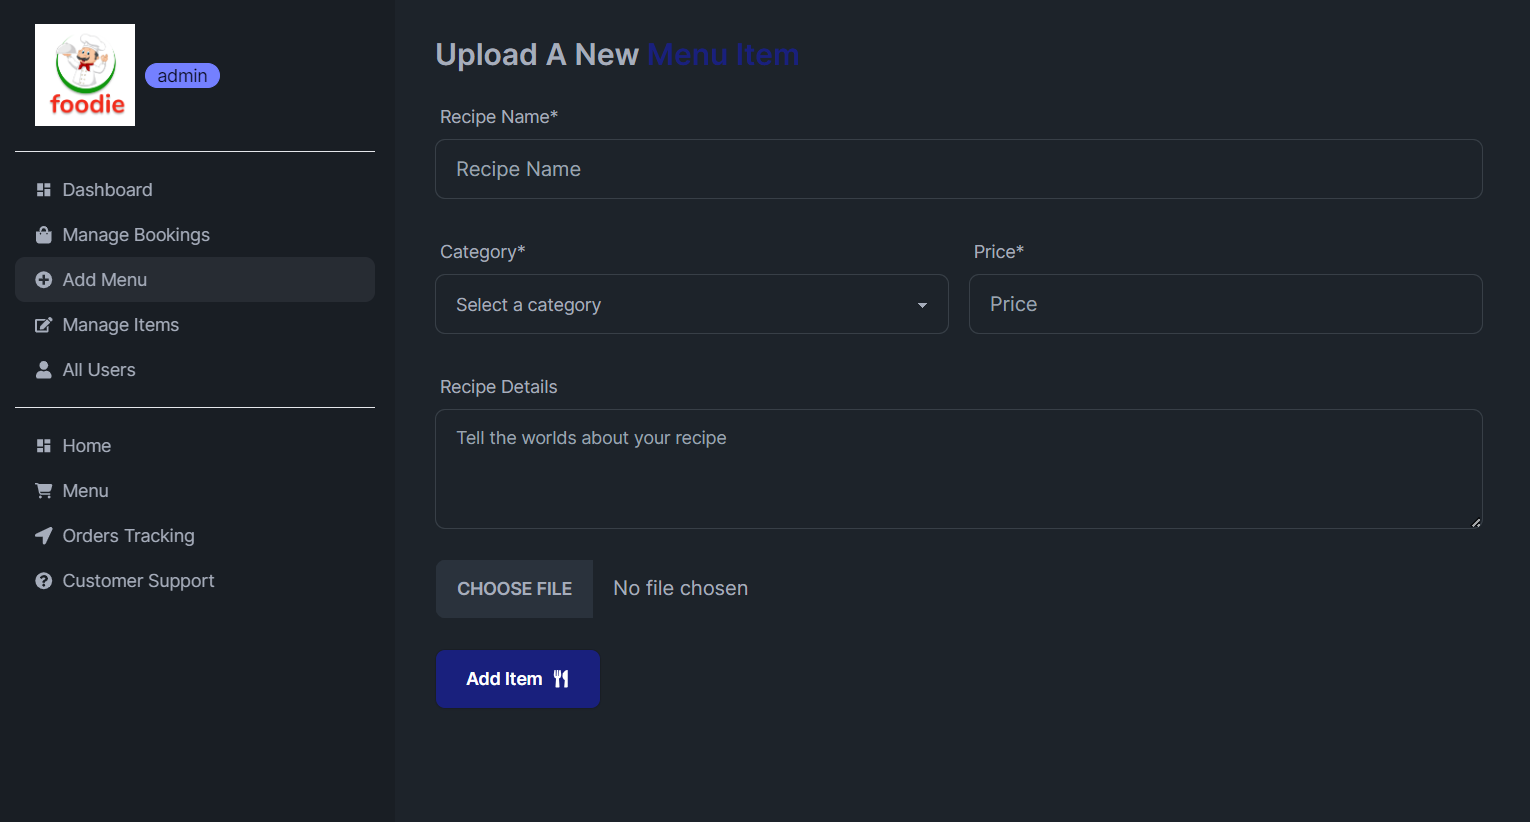 foodie
admin
Dashboard
Manage Bookings
Add Menu
Manage Items
All Users
Home
Menu
Orders Tracking
Customer Support
Upload A New Menu Item
Recipe Name*
Recipe Name
Category*
Price*
Select a category
Price
Recipe Details
Tell the worlds about your recipe
CHOOSE FILE
No file chosen
Add Item